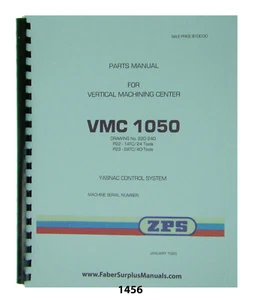 PARTS MANUAL
FOR
VERTICAL MACHINING CENTER
VMC 1050
YASNAC CONTROL SYSTEM
MACHINE SERIAL NUMBER:
ZPS
www.FaberSurplusManuals.com
1456